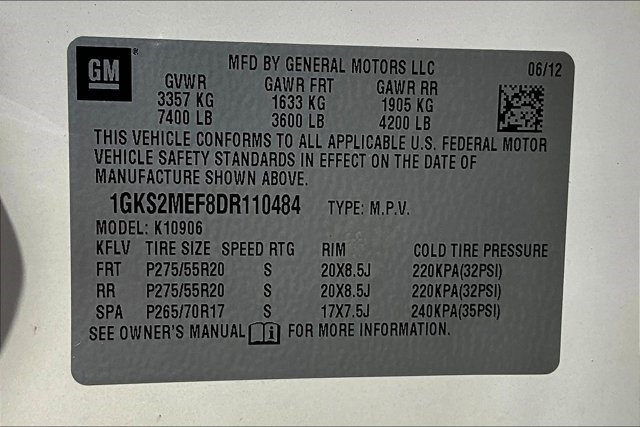 GM
MFD BY GENERAL MOTORS LLC 06/12
GVWR GAWR FRT GAWR RR
3357 KG 1633 KG 1905 KG
7400 LB 3600 LB 4200 LB
THIS VEHICLE CONFORMS TO ALL APPLICABLE U.S. FEDERAL MOTOR
VEHICLE SAFETY STANDARDS IN EFFECT ON THE DATE OF
MANUFACTURE SHOWN ABOVE.
1GKS2MEF8DR110484 TYPE: M.P.V.
MODEL: K10906
KFLV TIRE SIZE SPEED RTG RIM COLD TIRE PRESSURE
FRT P275/55R20 S 20X8.5J 220KPA(32PSI)
RR P275/55R20 S 20X8.5J 220KPA(32PSI)
SPA P265/70R17 S 17X7.5J 240KPA(35PSI)
SEE OWNER'S MANUAL FOR MORE INFORMATION.